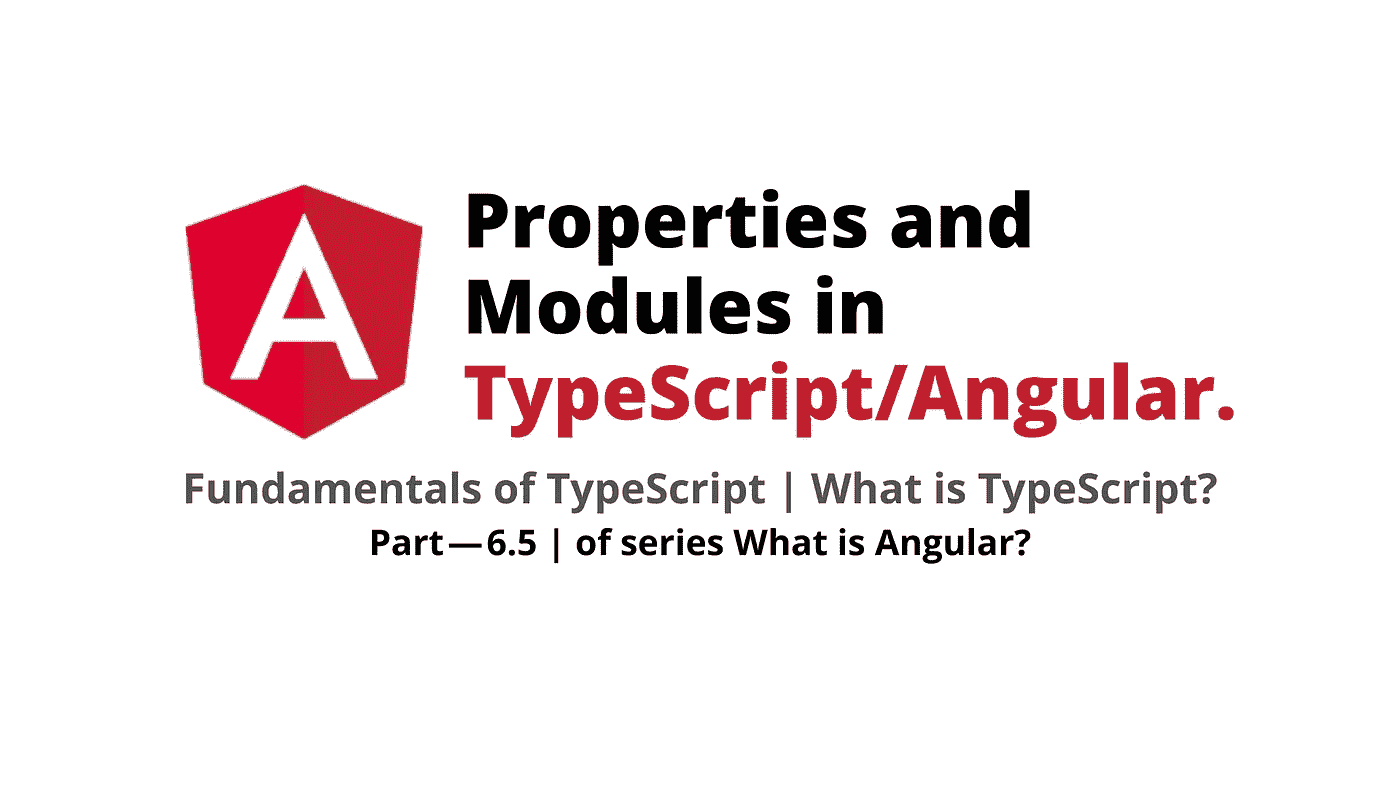 Properties and
Modules in
TypeScript/Angular.
Fundamentals of TypeScript | What is TypeScript?
Part—6.5 | of series What is Angular?